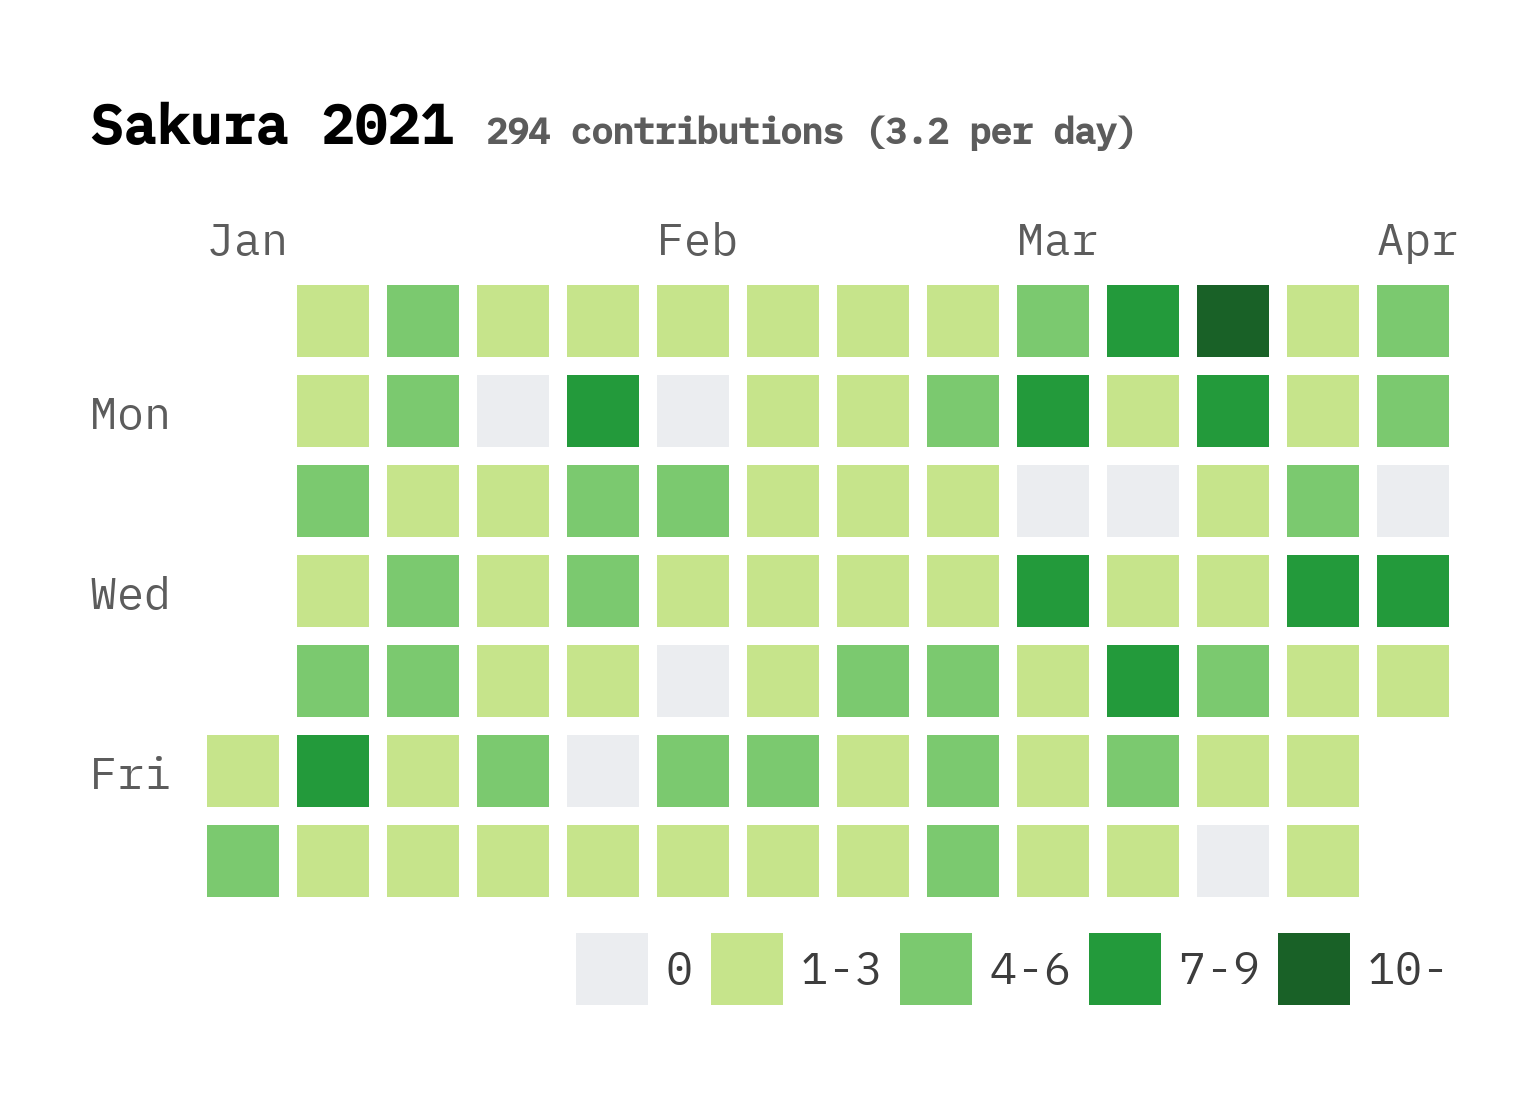 Sakura 2021 294 contributions (3.2 per day)
Jan Feb Mar Apr
Mon
Wed
Fri
0 1-3 4-6 7-9 10-